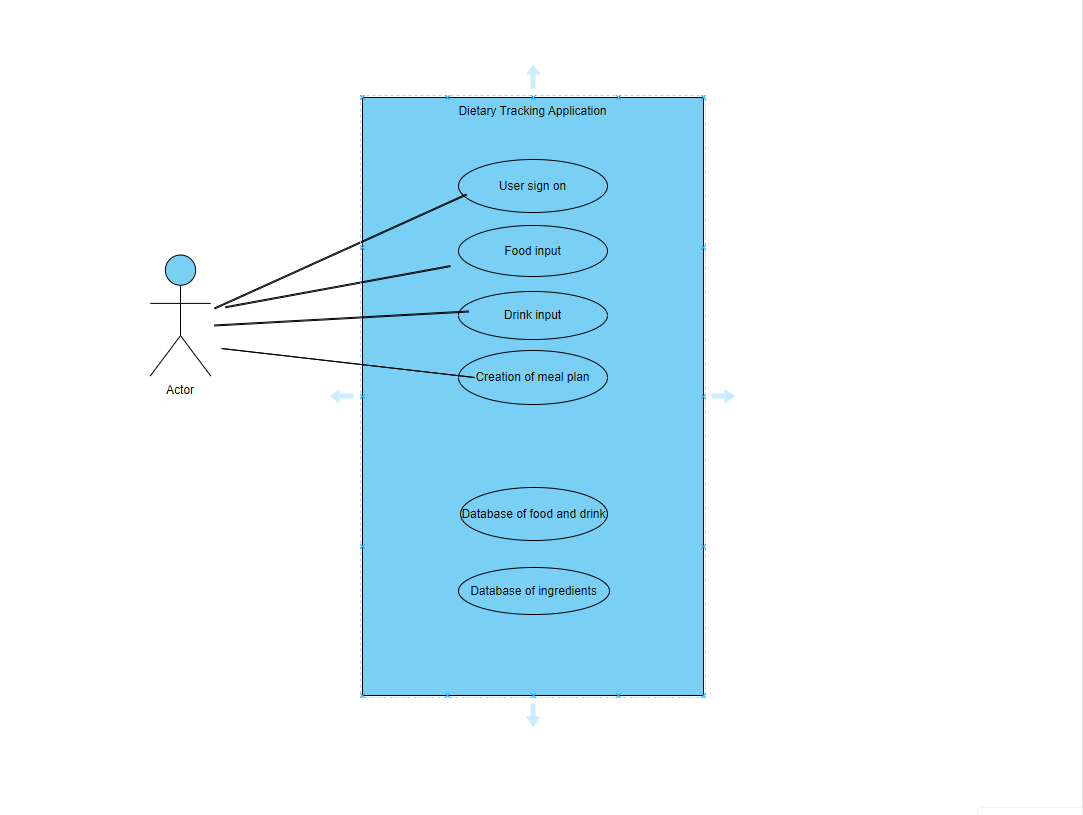 Dietary Tracking Application
User sign on
Food input
Drink input
Creation of meal plan
Actor
Database of food and drink
Database of ingredients